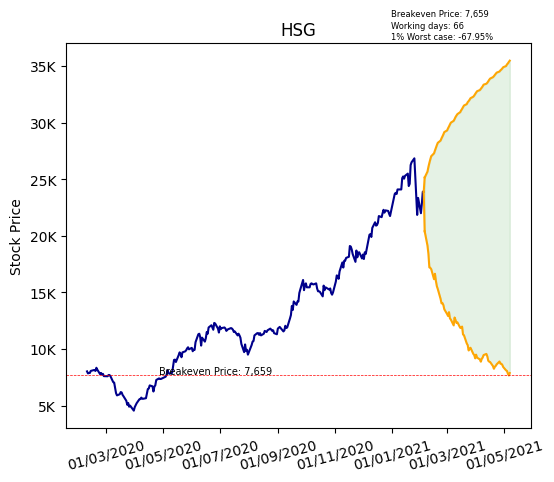 Breakeven Price: 7,659
Working days: 66
1% Worst case: -67.95%
HSG
Stock Price
35K
30K
25K
20K
15K
10K
5K
Breakeven Price: 7,659
01/03/2020 01/05/2020 01/07/2020 01/09/2020 01/11/2020 01/01/2021 01/03/2021 01/05/2021